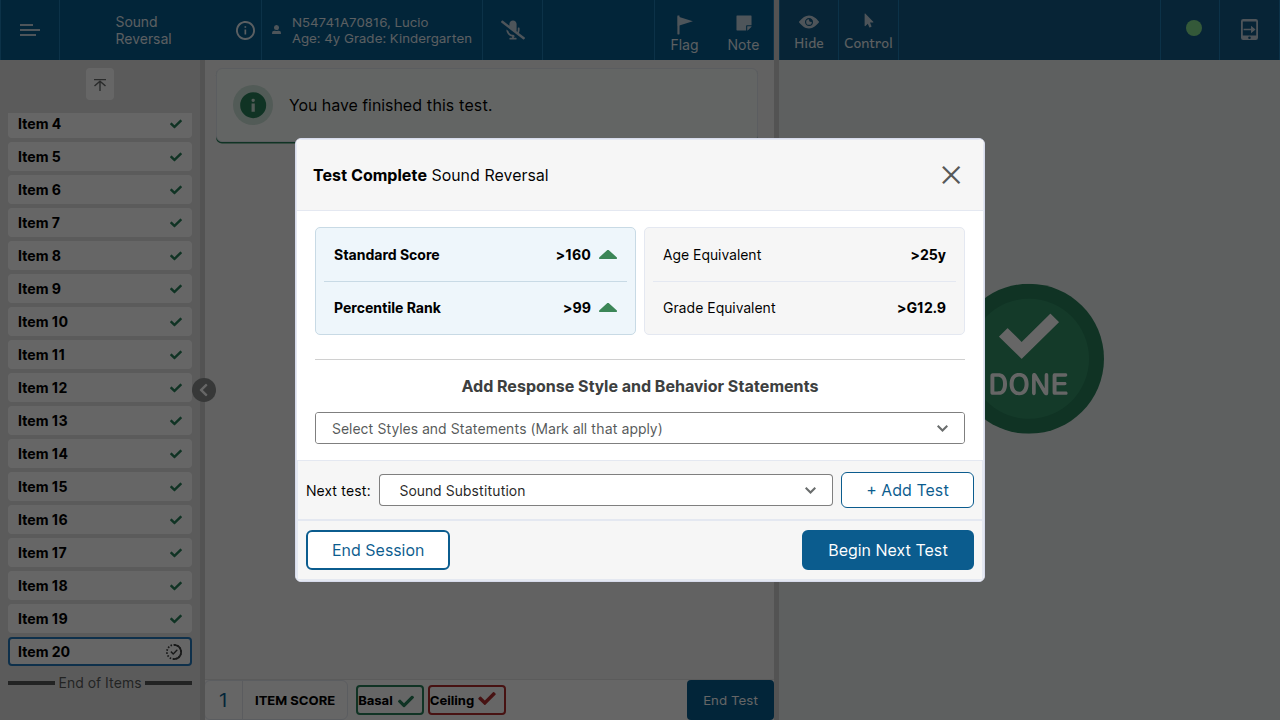 Sound
Reversal
N54741A70816, Lucio
Age: 4y Grade: Kindergarten
Flag
Note
Hide
Control
You have finished this test.
Item 4
Item 5
Item 6
Item 7
Item 8
Item 9
Item 10
Item 11
Item 12
Item 13
Item 14
Item 15
Item 16
Item 17
Item 18
Item 19
Item 20
End of Items
Test Complete Sound Reversal
Standard Score >160
Percentile Rank >99
Age Equivalent >25y
Grade Equivalent >G12.9
Add Response Style and Behavior Statements
Select Styles and Statements (Mark all that apply)
Next test: Sound Substitution + Add Test
End Session Begin Next Test
DONE
1 ITEM SCORE Basal Ceiling End Test